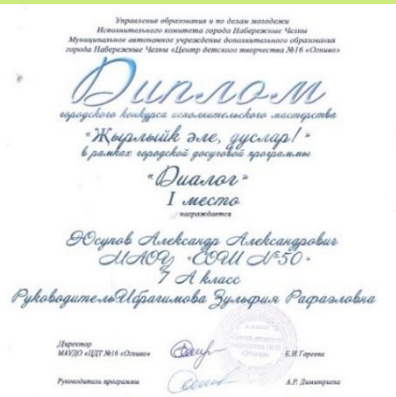 Управление образования и по делам молодежи
Исполнительного комитета города Набережные Челны
Муниципальное автономное учреждение дополнительного образования
города Набережные Челны «Центр детского творчества №16 «Огниво»
Диплом
городского конкурса исполнительского мастерства
"Җырлыйк әле, дуслар!"
в рамках городской досуговой программы
«Диалог»
I место
награждается
Юсупов Александр Александрович
МАОУ «СОШ №50»
7 А класс
Руководитель Ибрагимова Зульфия Рафаэловна
Директор
МАУДО «ЦДТ №16 «Огниво»
К.И.Гареева
Руководитель программы
А.Р. Димитриева